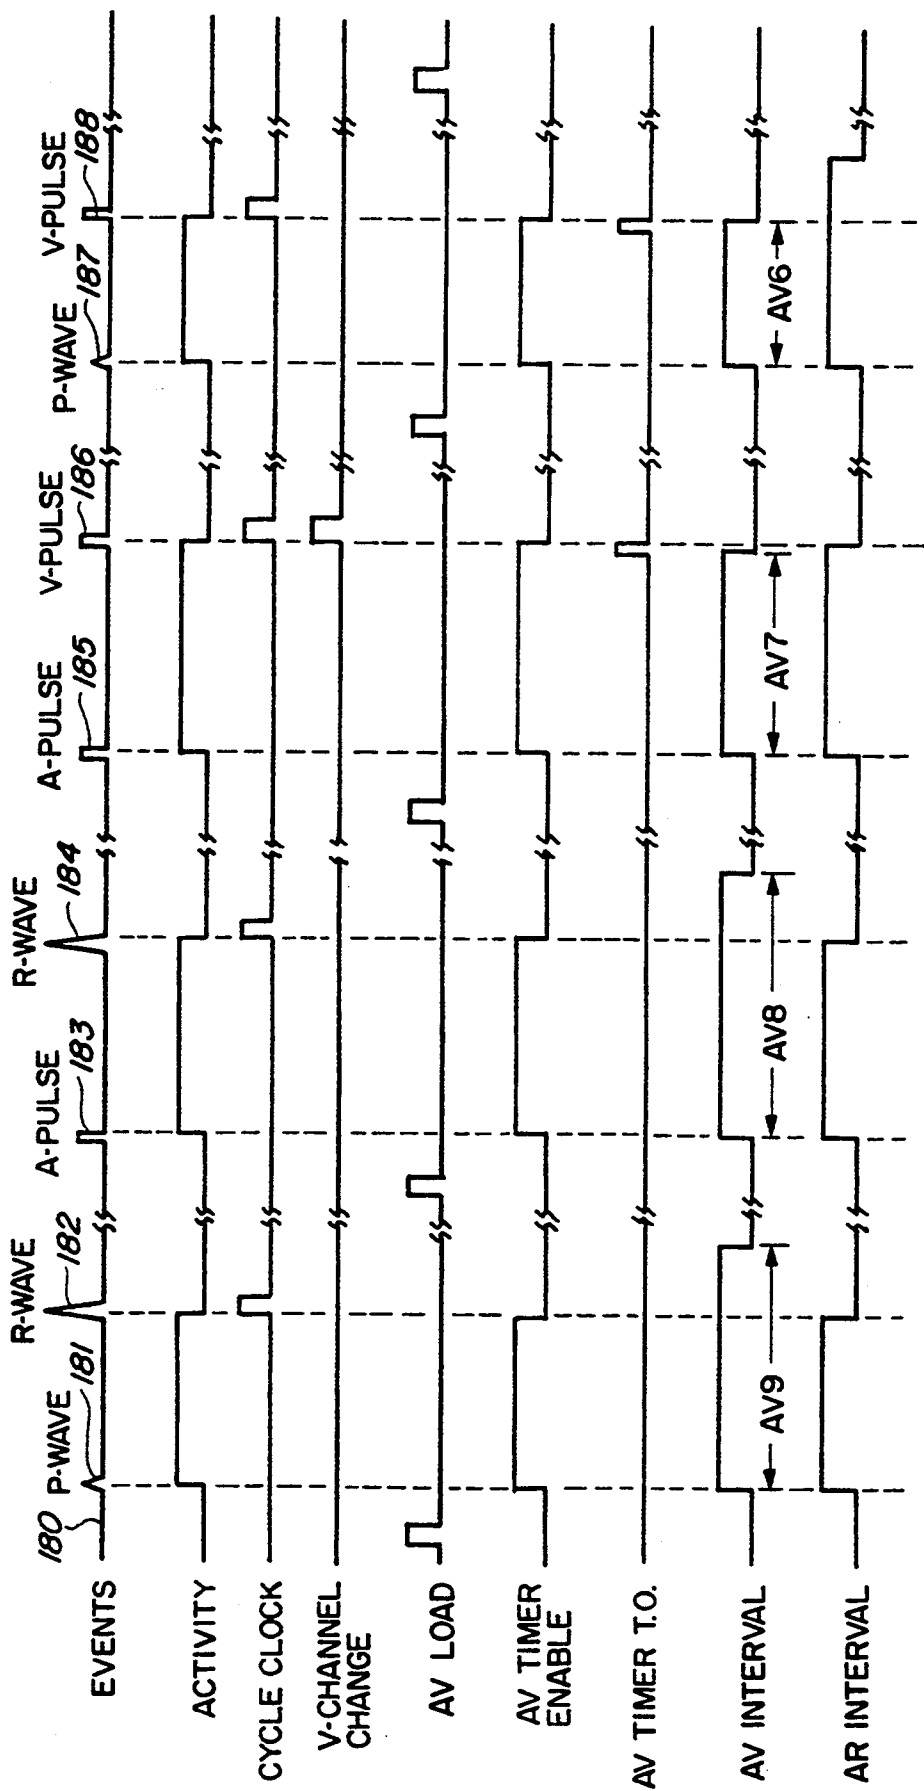 EVENTS
180
P-WAVE
181
R-WAVE
182
A-PULSE
183
R-WAVE
184
A-PULSE
185
V-PULSE
186
P-WAVE
187
V-PULSE
188
ACTIVITY
CYCLE CLOCK
V-CHANNEL
CHANGE
AV LOAD
AV TIMER
ENABLE
AV TIMER T.O.
AV INTERVAL
AV9
AV8
AV7
AV6
AR INTERVAL